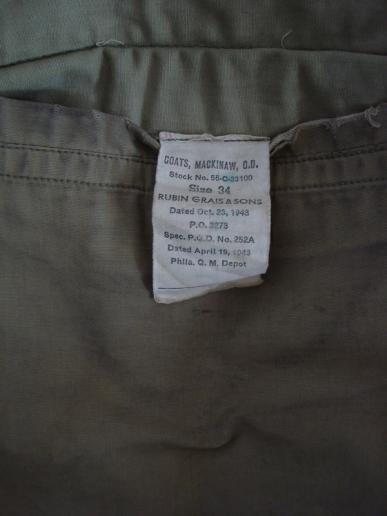 COATS, MACKINAW, O.D.
Stock No. 55-C-33100
Size 34
RUBIN GRAIS & SONS
Dated Oct. 23, 1943
P.O. 3273
Spec. P.Q.D. No. 252A
Dated April 19, 1943
Phila. Q. M. Depot